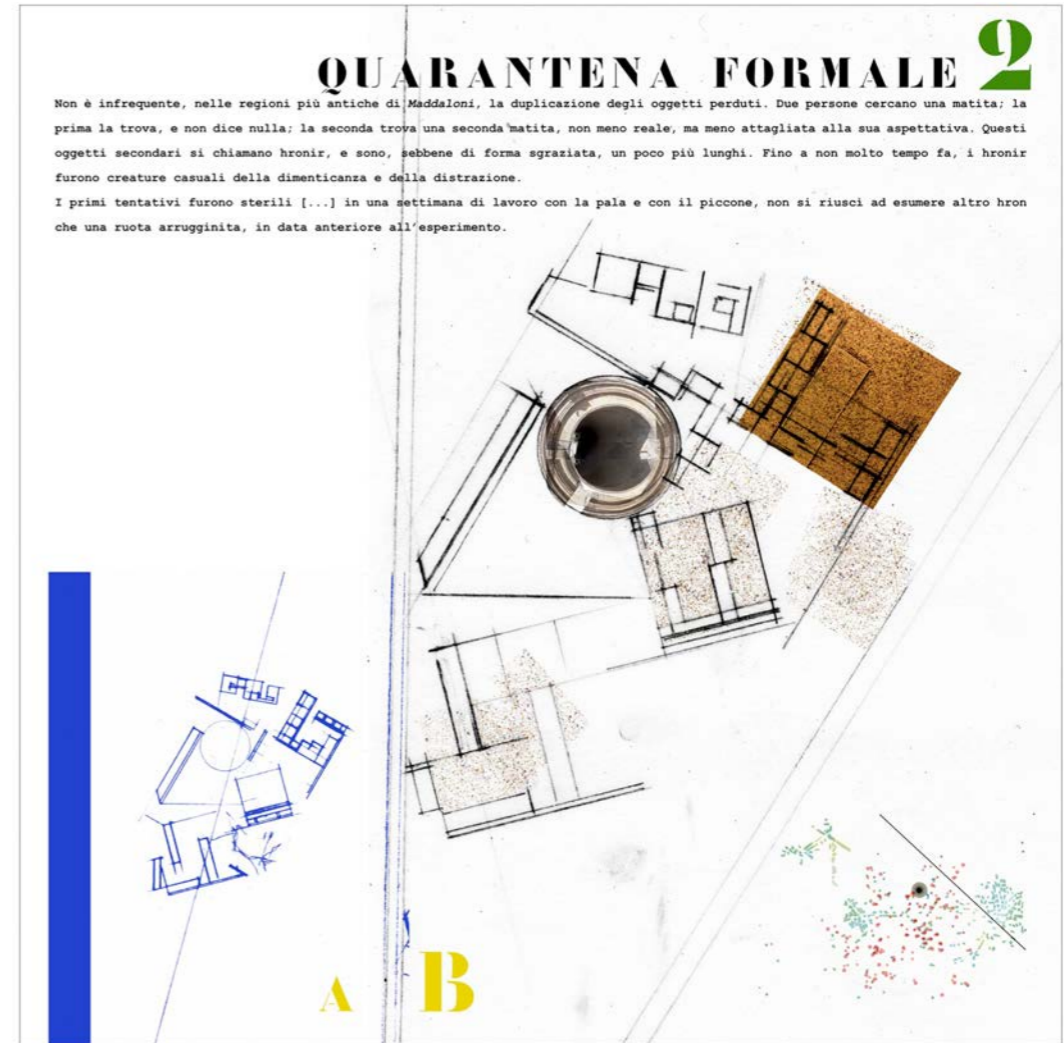 QUARANTENA FORMALE 2
Non è infrequente, nelle regioni più antiche di Maddaloni, la duplicazione degli oggetti perduti. Due persone cercano una matita; la
prima la trova, e non dice nulla; la seconda trova una seconda matita, non meno reale, ma meno attagliata alla sua aspettativa. Questi
oggetti secondari si chiamano hronir, e sono, sebbene di forma sgraziata, un poco più lunghi. Fino a non molto tempo fa, i hronir
furono creature casuali della dimenticanza e della distrazione.
I primi tentativi furono sterili [...] in una settimana di lavoro con la pala e con il piccone, non si riusci ad esumere altro hron
che una ruota arrugginita, in data anteriore all'esperimento.
A B